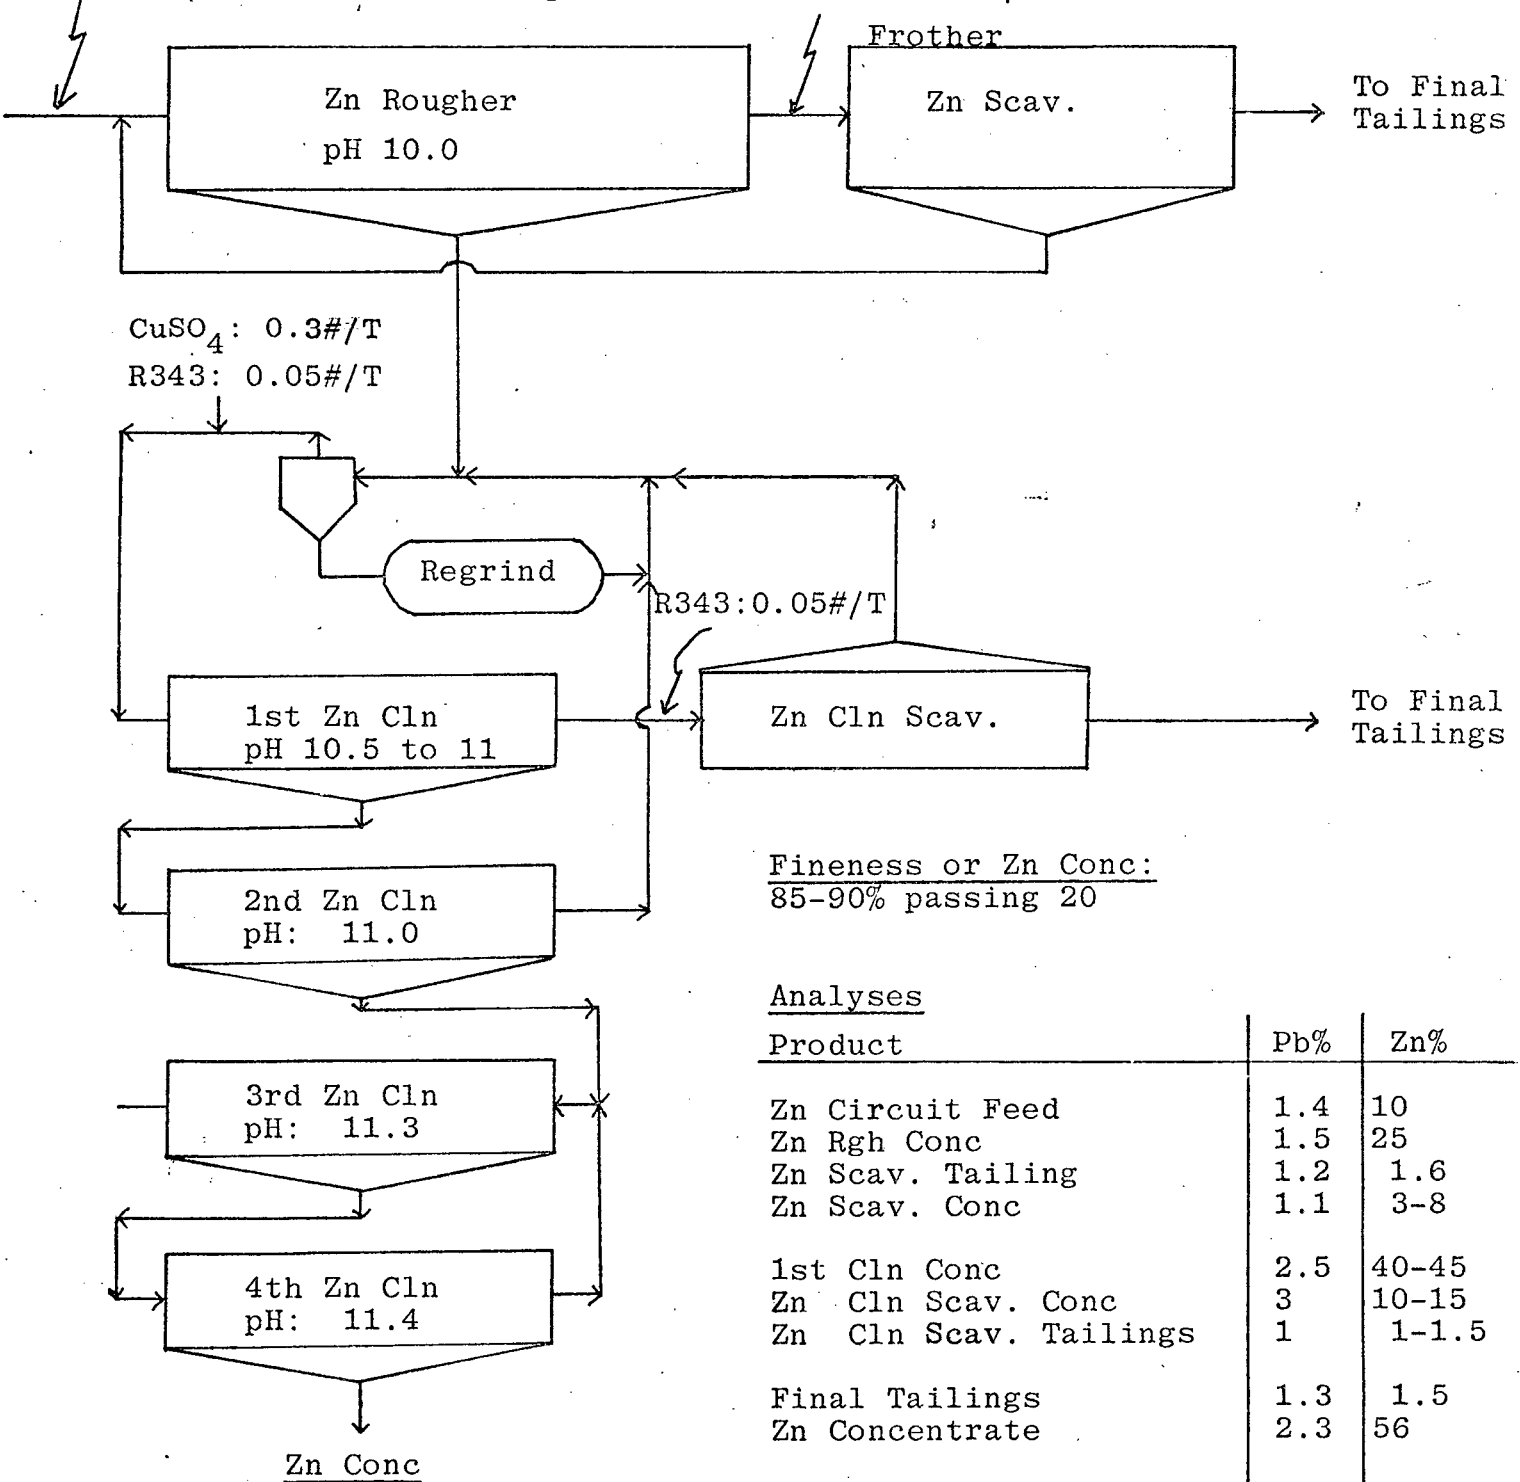 Frother
Zn Rougher
pH 10.0
Zn Scav.
To Final
Tailings
CuSO4: 0.3#/T
R343: 0.05#/T
Regrind
R343:0.05#/T
1st Zn Cln
pH 10.5 to 11
Zn Cln Scav.
To Final
Tailings
2nd Zn Cln
pH: 11.0
Fineness or Zn Conc:
85-90% passing 20
3rd Zn Cln
pH: 11.3
4th Zn Cln
pH: 11.4
Zn Conc
Analyses
Product Pb% Zn%
Zn Circuit Feed 1.4 10
Zn Rgh Conc 1.5 25
Zn Scav. Tailing 1.2 1.6
Zn Scav. Conc 1.1 3-8
1st Cln Conc 2.5 40-45
Zn Cln Scav. Conc 3 10-15
Zn Cln Scav. Tailings 1 1-1.5
Final Tailings 1.3 1.5
Zn Concentrate 2.3 56